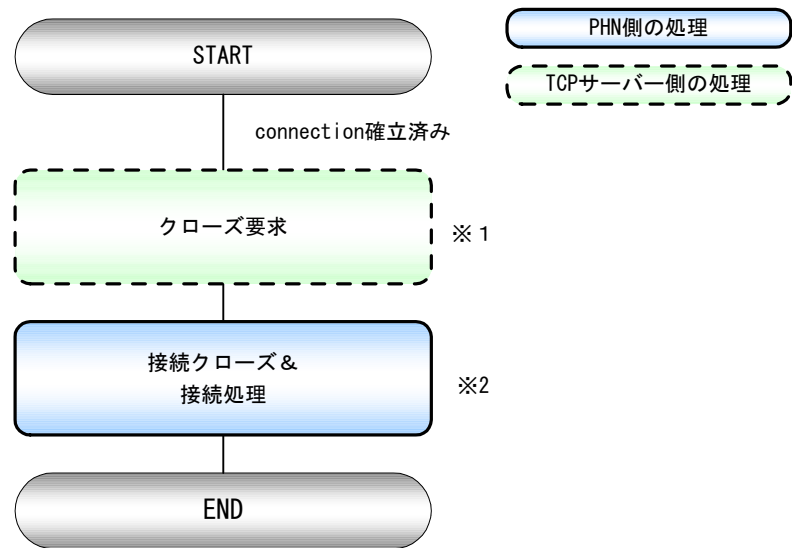 START
PHN側の処理
TCPサーバー側の処理
connection確立済み
クローズ要求
※１
接続クローズ＆
接続処理
※2
END